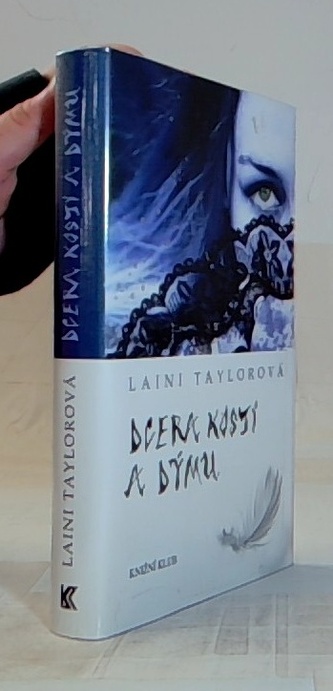 DCERA KOSTÍ A DÝMU
LAINI TAYLOROVÁ
K
LAINI TAYLOROVÁ
DCERA KOSTÍ
A DÝMU
KNIŽNÍ KLUB